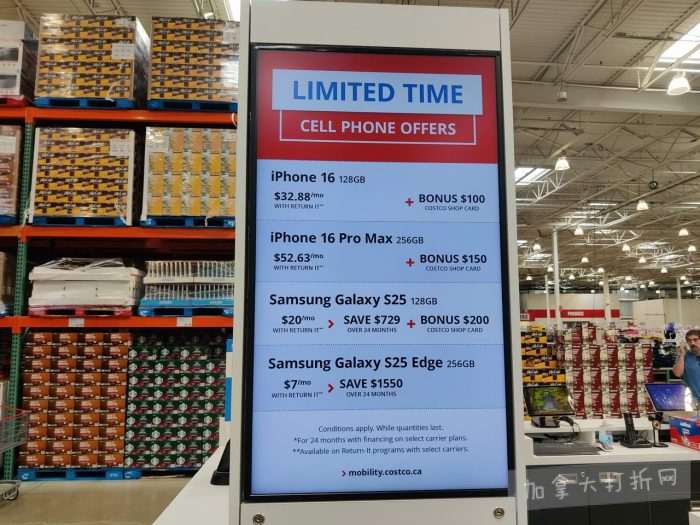 LIMITED TIME
CELL PHONE OFFERS
iPhone 16 128GB
$32.88/mo
WITH RETURN IT**
+ BONUS $100
COSTCO SHOP CARD
iPhone 16 Pro Max 256GB
$52.63/mo
WITH RETURN IT**
+ BONUS $150
COSTCO SHOP CARD
Samsung Galaxy S25 128GB
$20/mo
WITH RETURN IT**
> SAVE $729
OVER 24 MONTHS
+ BONUS $200
COSTCO SHOP CARD
Samsung Galaxy S25 Edge 256GB
$7/mo
WITH RETURN IT**
> SAVE $1550
OVER 24 MONTHS
Conditions apply. While quantities last.
*For 24 months with financing on select carrier plans.
**Available on Return-It programs with select carriers.
> mobility.costco.ca
加拿大打折网